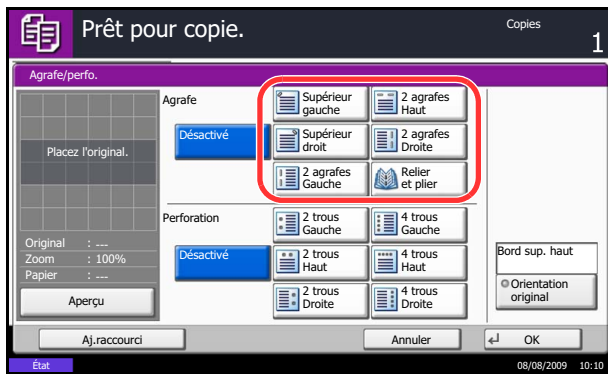 Prêt pour copie.
Copies
1
Agrafe/perfo.
Placez l'original.
Original : ---
Zoom : 100%
Papier : ---
Aperçu
Agrafe
Désactivé
Supérieur
gauche
2 agrafes
Haut
Supérieur
droit
2 agrafes
Droite
2 agrafes
Gauche
Relier
et plier
Perforation
Désactivé
2 trous
Gauche
4 trous
Gauche
2 trous
Haut
4 trous
Haut
2 trous
Droite
4 trous
Droite
Bord sup. haut
Orientation
original
Aj.raccourci
Annuler
OK
État
08/08/2009 10:10